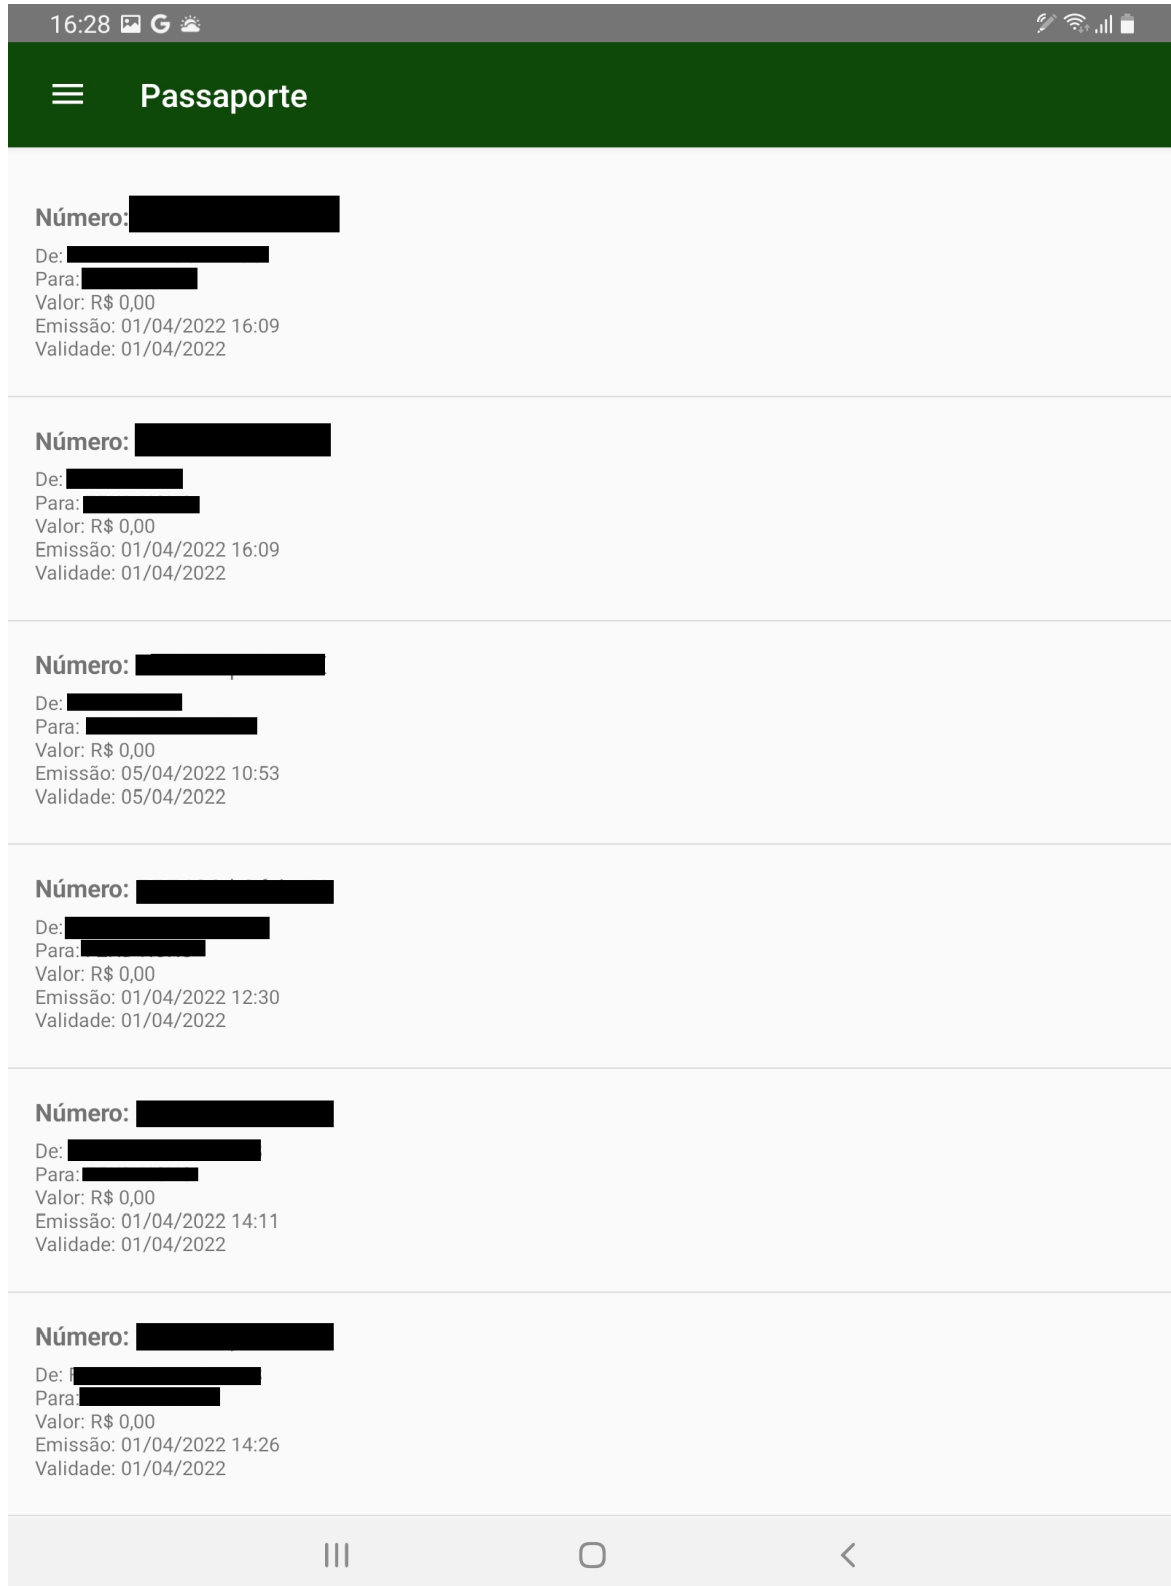 16:28
Passaporte
Número:
De:
Para:
Valor: R$ 0,00
Emissão: 01/04/2022 16:09
Validade: 01/04/2022
Número:
De:
Para:
Valor: R$ 0,00
Emissão: 01/04/2022 16:09
Validade: 01/04/2022
Número:
De:
Para:
Valor: R$ 0,00
Emissão: 05/04/2022 10:53
Validade: 05/04/2022
Número:
De:
Para:
Valor: R$ 0,00
Emissão: 01/04/2022 12:30
Validade: 01/04/2022
Número:
De:
Para:
Valor: R$ 0,00
Emissão: 01/04/2022 14:11
Validade: 01/04/2022
Número:
De:
Para:
Valor: R$ 0,00
Emissão: 01/04/2022 14:26
Validade: 01/04/2022